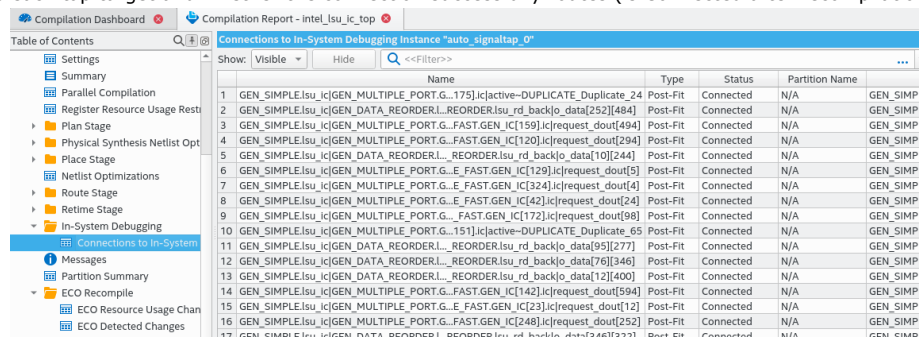 Compilation Dashboard Compilation Report - intel_lsu_ic_top
Table of Contents
Connections to In-System Debugging Instance "auto_signaltap_0"
Settings
Summary
Parallel Compilation
Register Resource Usage Restr
Plan Stage
Physical Synthesis Netlist Opt
Place Stage
Netlist Optimizations
Route Stage
Retime Stage
In-System Debugging
Connections to In-System
Messages
Partition Summary
ECO Recompile
ECO Resource Usage Chan
ECO Detected Changes
Show: Visible Hide <<Filter>> ...
Name Type Status Partition Name
1 GEN_SIMPLE.lsu_ic|GEN_MULTIPLE_PORT.G...175].ic|active~DUPLICATE_Duplicate_24 Post-Fit Connected N/A GEN_SIMP
2 GEN_SIMPLE.lsu_ic|GEN_DATA_REORDER.l...REORDER.lsu_rd_back|o_data[252][484] Post-Fit Connected N/A GEN_SIMP
3 GEN_SIMPLE.lsu_ic|GEN_MULTIPLE_PORT.G...FAST.GEN_IC[159].ic|request_dout[494] Post-Fit Connected N/A GEN_SIMP
4 GEN_SIMPLE.lsu_ic|GEN_MULTIPLE_PORT.G...FAST.GEN_IC[120].ic|request_dout[294] Post-Fit Connected N/A GEN_SIMP
5 GEN_SIMPLE.lsu_ic|GEN_DATA_REORDER.l..._REORDER.lsu_rd_back|o_data[10][244] Post-Fit Connected N/A GEN_SIMP
6 GEN_SIMPLE.lsu_ic|GEN_MULTIPLE_PORT.G...E_FAST.GEN_IC[129].ic|request_dout[5] Post-Fit Connected N/A GEN_SIMP
7 GEN_SIMPLE.lsu_ic|GEN_MULTIPLE_PORT.G...E_FAST.GEN_IC[324].ic|request_dout[4] Post-Fit Connected N/A GEN_SIMP
8 GEN_SIMPLE.lsu_ic|GEN_MULTIPLE_PORT.G...E_FAST.GEN_IC[42].ic|request_dout[24] Post-Fit Connected N/A GEN_SIMP
9 GEN_SIMPLE.lsu_ic|GEN_MULTIPLE_PORT.G..._FAST.GEN_IC[172].ic|request_dout[98] Post-Fit Connected N/A GEN_SIMP
10 GEN_SIMPLE.lsu_ic|GEN_MULTIPLE_PORT.G...151].ic|active~DUPLICATE_Duplicate_65 Post-Fit Connected N/A GEN_SIMP
11 GEN_SIMPLE.lsu_ic|GEN_DATA_REORDER.l..._REORDER.lsu_rd_back|o_data[95][277] Post-Fit Connected N/A GEN_SIMP
12 GEN_SIMPLE.lsu_ic|GEN_DATA_REORDER.l..._REORDER.lsu_rd_back|o_data[76][346] Post-Fit Connected N/A GEN_SIMP
13 GEN_SIMPLE.lsu_ic|GEN_DATA_REORDER.l..._REORDER.lsu_rd_back|o_data[12][400] Post-Fit Connected N/A GEN_SIMP
14 GEN_SIMPLE.lsu_ic|GEN_MULTIPLE_PORT.G...FAST.GEN_IC[142].ic|request_dout[594] Post-Fit Connected N/A GEN_SIMP
15 GEN_SIMPLE.lsu_ic|GEN_MULTIPLE_PORT.G...E_FAST.GEN_IC[23].ic|request_dout[12] Post-Fit Connected N/A GEN_SIMP
16 GEN_SIMPLE.lsu_ic|GEN_MULTIPLE_PORT.G...FAST.GEN_IC[248].ic|request_dout[252] Post-Fit Connected N/A GEN_SIMP